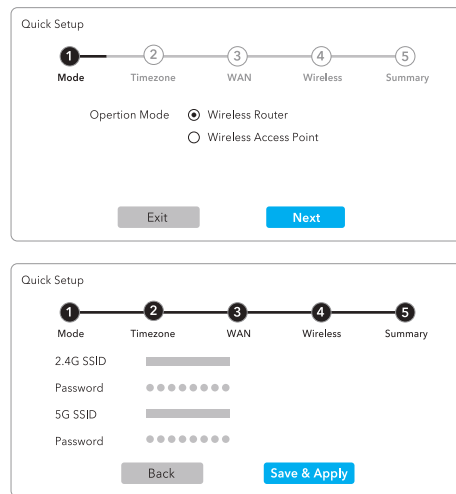 Quick Setup
1 2 3 4 5
Mode Timezone WAN Wireless Summary
Opertion Mode Wireless Router
Wireless Access Point
Exit Next
Quick Setup
1 2 3 4 5
Mode Timezone WAN Wireless Summary
2.4G SSID
Password
5G SSID
Password
Back Save & Apply